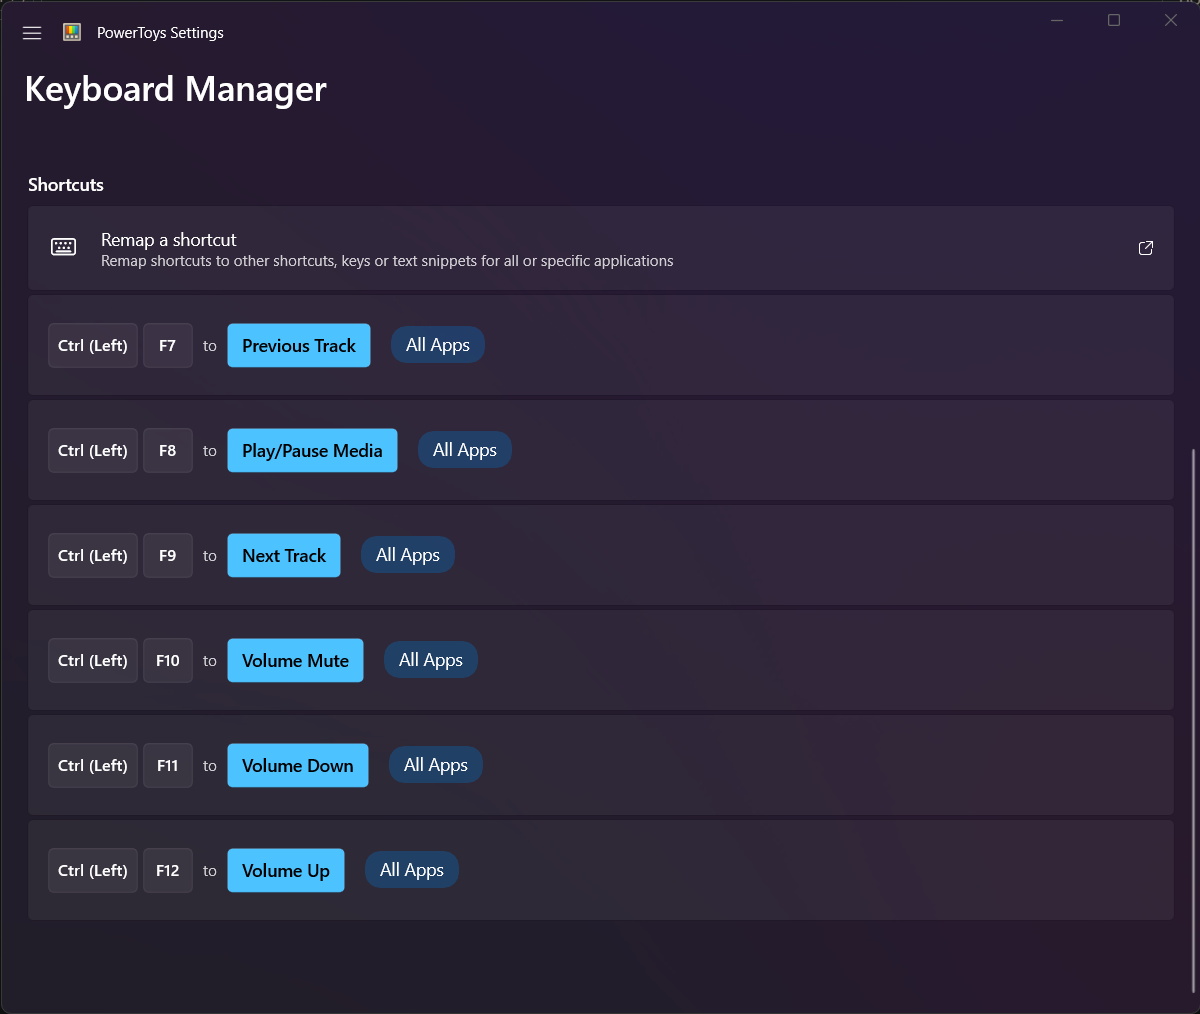 PowerToys Settings
Keyboard Manager
Shortcuts
Remap a shortcut
Remap shortcuts to other shortcuts, keys or text snippets for all or specific applications
Ctrl (Left) F7 to Previous Track All Apps
Ctrl (Left) F8 to Play/Pause Media All Apps
Ctrl (Left) F9 to Next Track All Apps
Ctrl (Left) F10 to Volume Mute All Apps
Ctrl (Left) F11 to Volume Down All Apps
Ctrl (Left) F12 to Volume Up All Apps